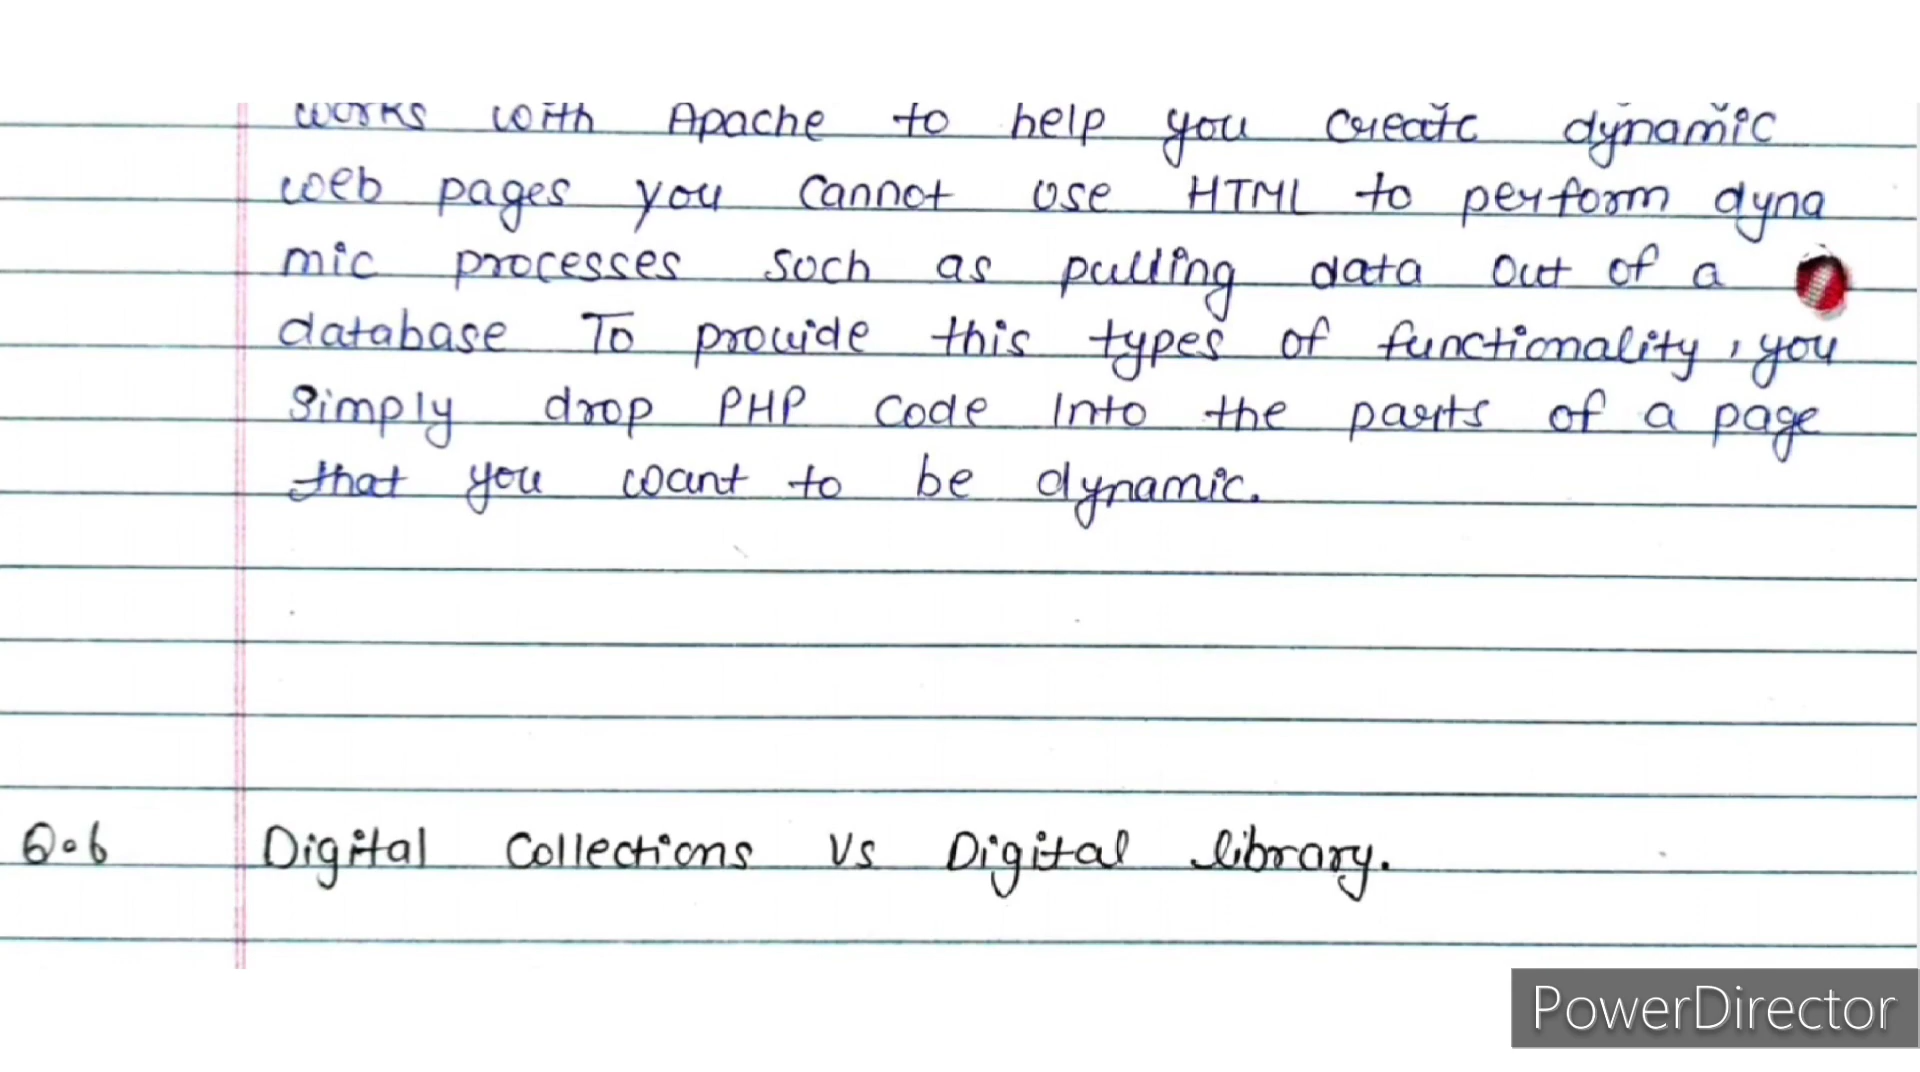 works with Apache to help you create dynamic
web pages you cannot use HTML to perform dyna
mic processes such as pulling data out of a
database To provide this types of functionality, you
Simply drop PHP code Into the parts of a page
that you want to be dynamic.
Q.6 Digital Collections Vs Digital library.
PowerDirector